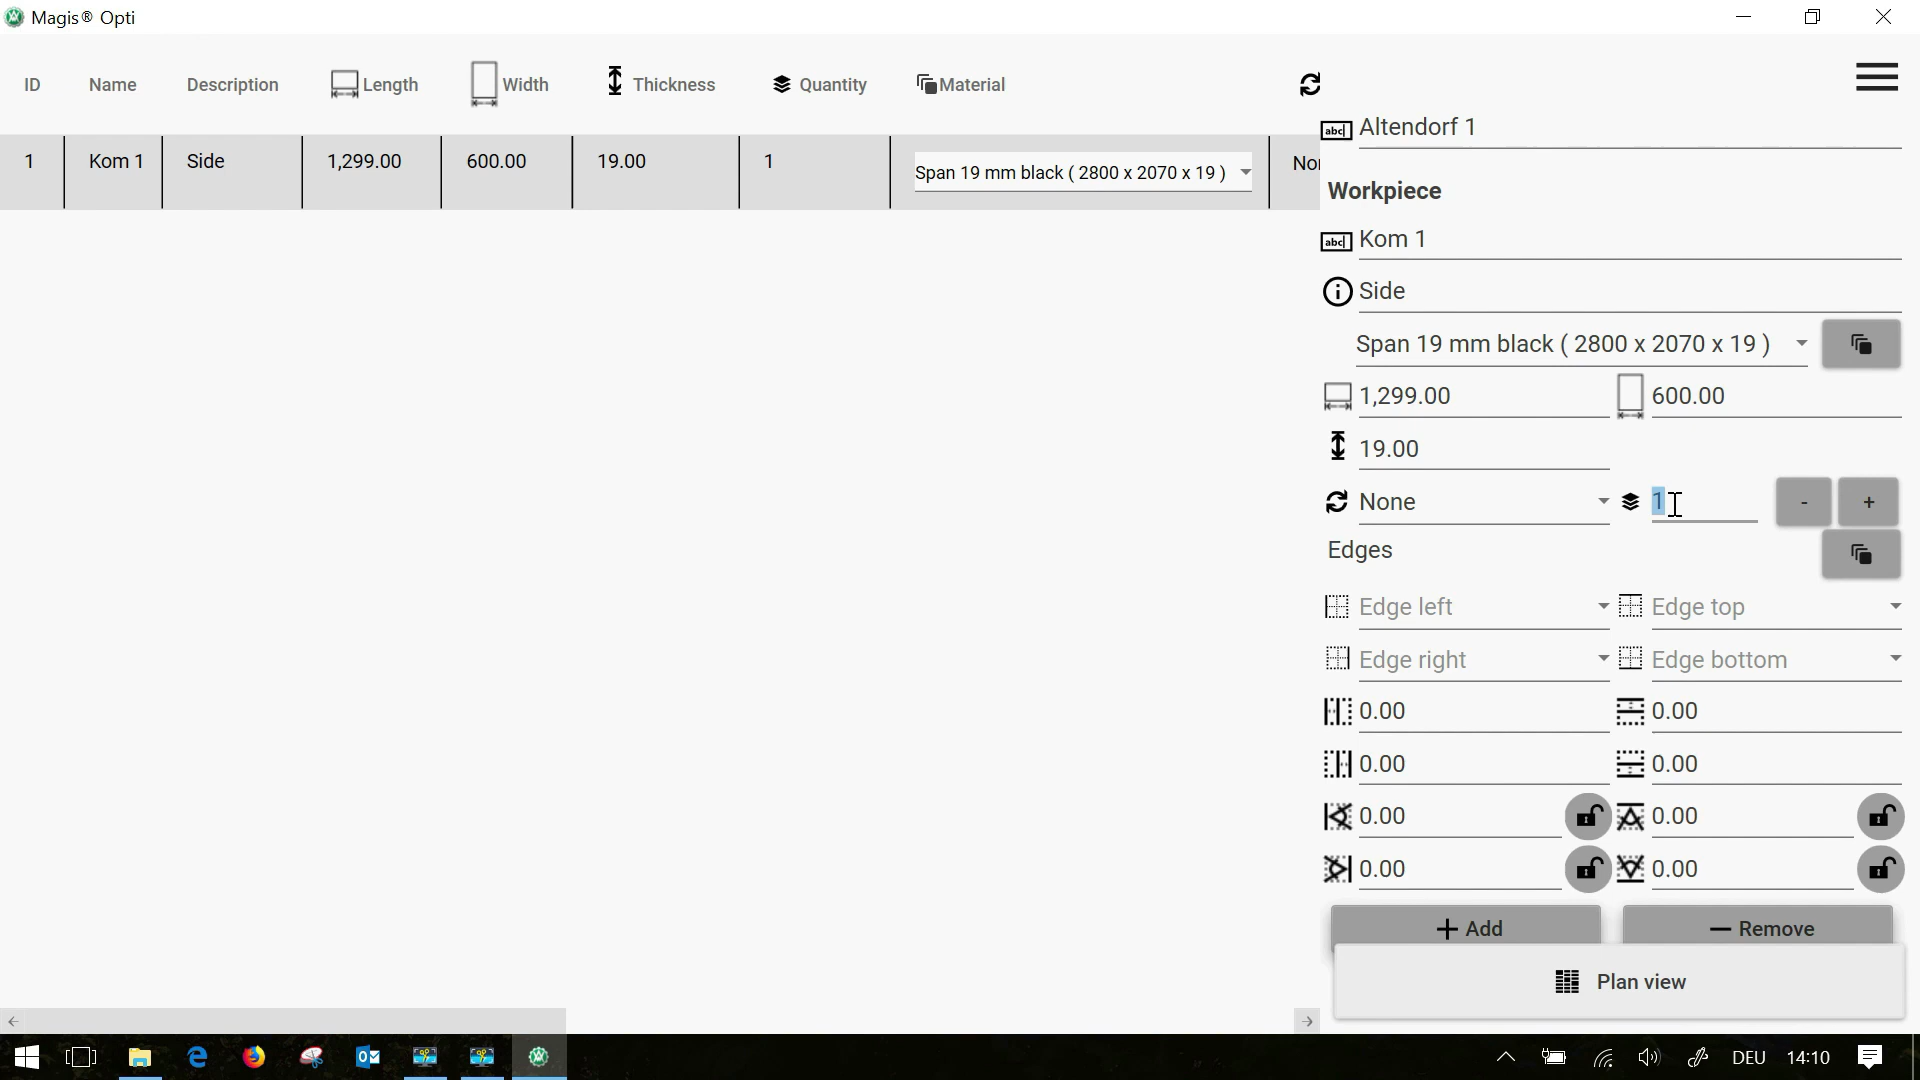 Magis® Opti
ID Name Description Length Width Thickness Quantity Material
Altendorf 1
1 Kom 1 Side 1,299.00 600.00 19.00 1 Span 19 mm black ( 2800 x 2070 x 19 ) Nor
Workpiece
Kom 1
Side
Span 19 mm black ( 2800 x 2070 x 19 )
1,299.00 600.00
19.00
None 1 - +
Edges
Edge left Edge top
Edge right Edge bottom
0.00 0.00
0.00 0.00
0.00 0.00
0.00 0.00
+ Add — Remove
Plan view
DEU 14:10